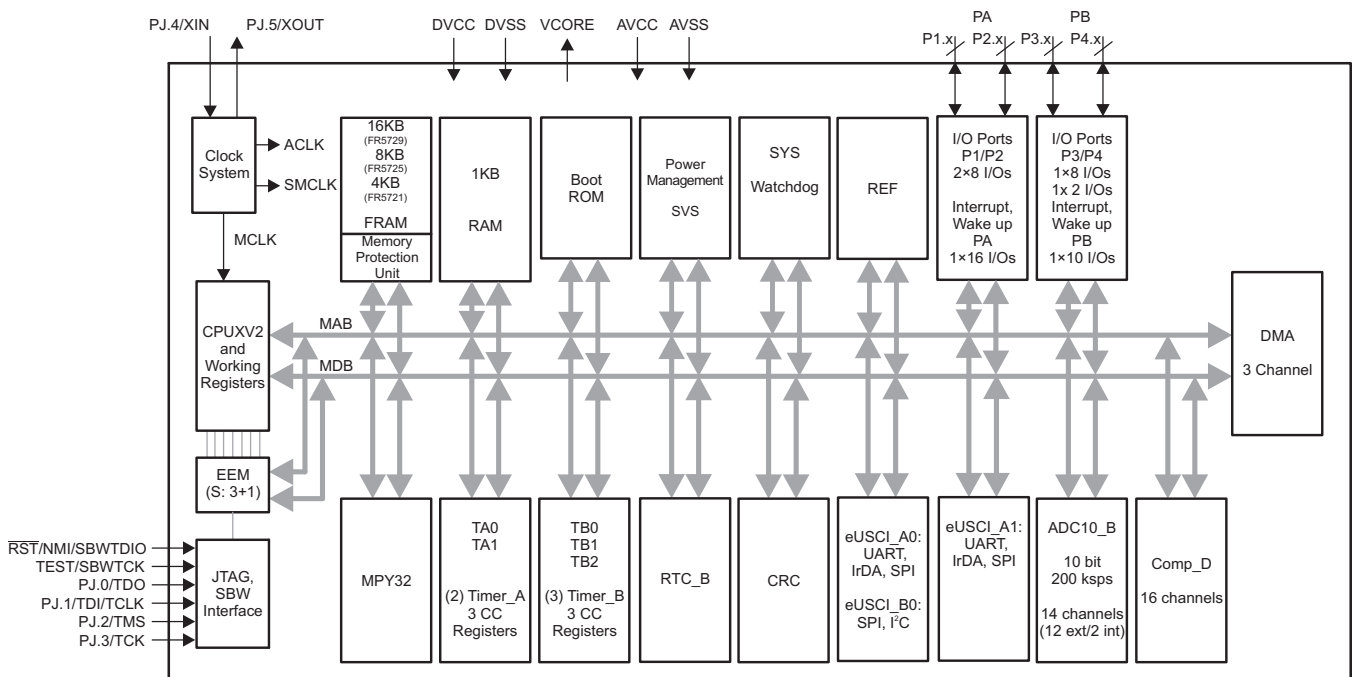 PJ.4/XIN
PJ.5/XOUT
DVCC
DVSS
VCORE
AVCC
AVSS
PA
P1.x
P2.x
PB
P3.x
P4.x
Clock
System
ACLK
SMCLK
MCLK
16KB
(FR5729)
8KB
(FR5725)
4KB
(FR5721)
FRAM
Memory
Protection
Unit
1KB
RAM
Boot
ROM
Power
Management
SVS
SYS
Watchdog
REF
I/O Ports
P1/P2
2×8 I/Os
Interrupt,
Wake up
PA
1×16 I/Os
I/O Ports
P3/P4
1×8 I/Os
1x 2 I/Os
Interrupt,
Wake up
PB
1×10 I/Os
CPUXV2
and
Working
Registers
MAB
MDB
DMA
3 Channel
EEM
(S: 3+1)
RST/NMI/SBWTDIO
TEST/SBWTCK
PJ.0/TDO
PJ.1/TDI/TCLK
PJ.2/TMS
PJ.3/TCK
JTAG,
SBW
Interface
MPY32
TA0
TA1
(2) Timer_A
3 CC
Registers
TB0
TB1
TB2
(3) Timer_B
3 CC
Registers
RTC_B
CRC
eUSCI_A0:
UART,
IrDA, SPI
eUSCI_B0:
SPI, I²C
eUSCI_A1:
UART,
IrDA, SPI
ADC10_B
10 bit
200 ksps
14 channels
(12 ext/2 int)
Comp_D
16 channels